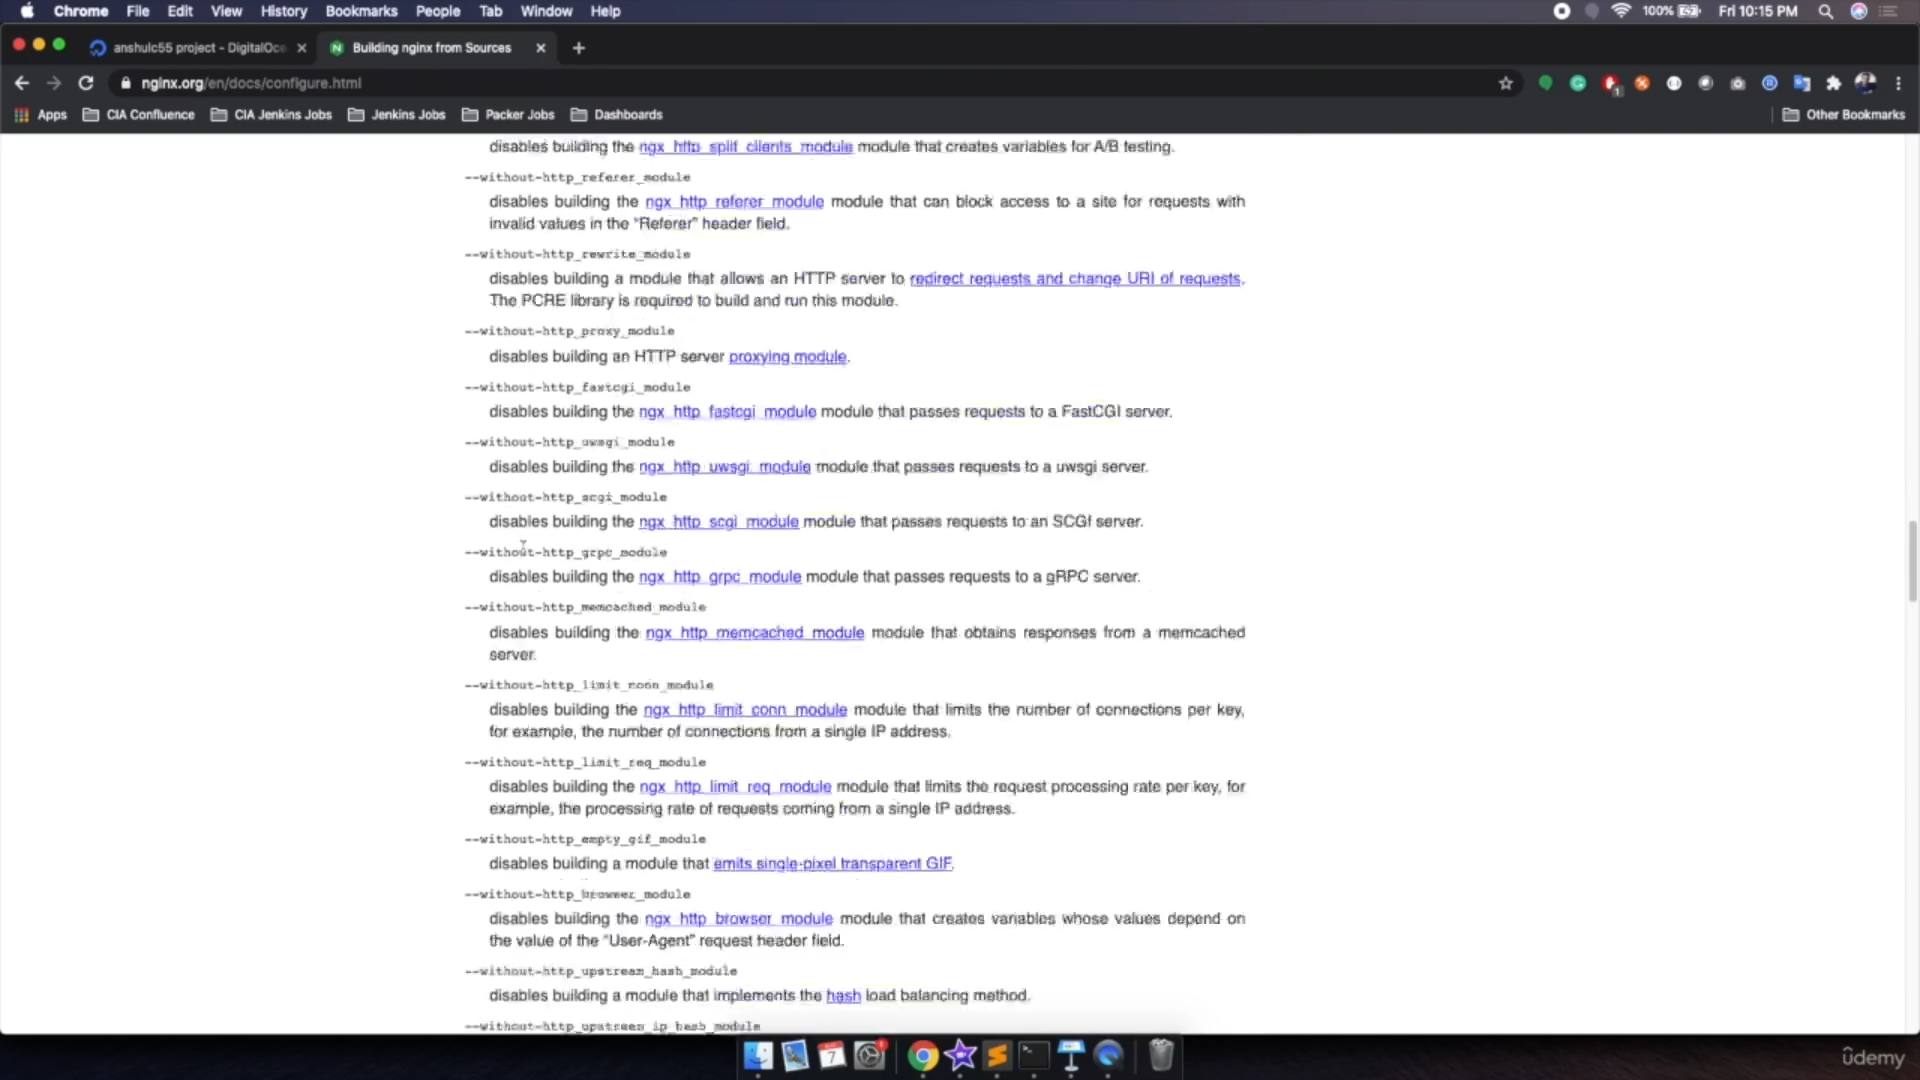 Chrome File Edit View History Bookmarks People Tab Window Help 100% Fri 10:15 PM
anshulc55 project - DigitalOce Building nginx from Sources
nginx.org/en/docs/configure.html
Apps CIA Confluence CIA Jenkins Jobs Jenkins Jobs Packer Jobs Dashboards Other Bookmarks
disables building the ngx_http_split_clients_module module that creates variables for A/B testing.
--without-http_referer_module
disables building the ngx_http_referer_module module that can block access to a site for requests with
invalid values in the “Referer” header field.
--without-http_rewrite_module
disables building a module that allows an HTTP server to redirect requests and change URI of requests.
The PCRE library is required to build and run this module.
--without-http_proxy_module
disables building an HTTP server proxying module.
--without-http_fastcgi_module
disables building the ngx_http_fastcgi_module module that passes requests to a FastCGI server.
--without-http_uwsgi_module
disables building the ngx_http_uwsgi_module module that passes requests to a uwsgi server.
--without-http_scgi_module
disables building the ngx_http_scgi_module module that passes requests to an SCGI server.
--without-http_grpc_module
disables building the ngx_http_grpc_module module that passes requests to a gRPC server.
--without-http_memcached_module
disables building the ngx_http_memcached_module module that obtains responses from a memcached
server.
--without-http_limit_conn_module
disables building the ngx_http_limit_conn_module module that limits the number of connections per key,
for example, the number of connections from a single IP address.
--without-http_limit_req_module
disables building the ngx_http_limit_req_module module that limits the request processing rate per key, for
example, the processing rate of requests coming from a single IP address.
--without-http_empty_gif_module
disables building a module that emits single-pixel transparent GIF.
--without-http_browser_module
disables building the ngx_http_browser_module module that creates variables whose values depend on
the value of the “User-Agent” request header field.
--without-http_upstream_hash_module
disables building a module that implements the hash load balancing method.
--without-http_upstream_ip_hash_module
7
ûdemy